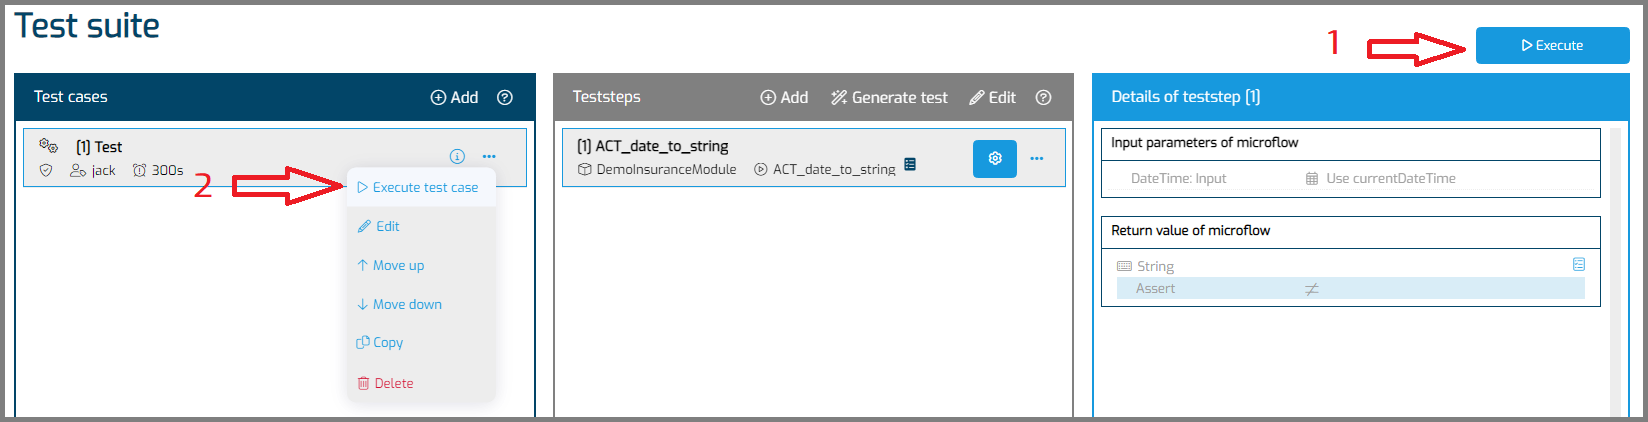 Test suite
1
Execute
Test cases
Add
Teststeps
Add
Generate test
Edit
Details of teststep [1]
[1] Test
jack
300s
2
Execute test case
Edit
Move up
Move down
Copy
Delete
[1] ACT_date_to_string
DemoInsuranceModule
ACT_date_to_string
Input parameters of microflow
DateTime: Input
Use currentDateTime
Return value of microflow
String
Assert ≠